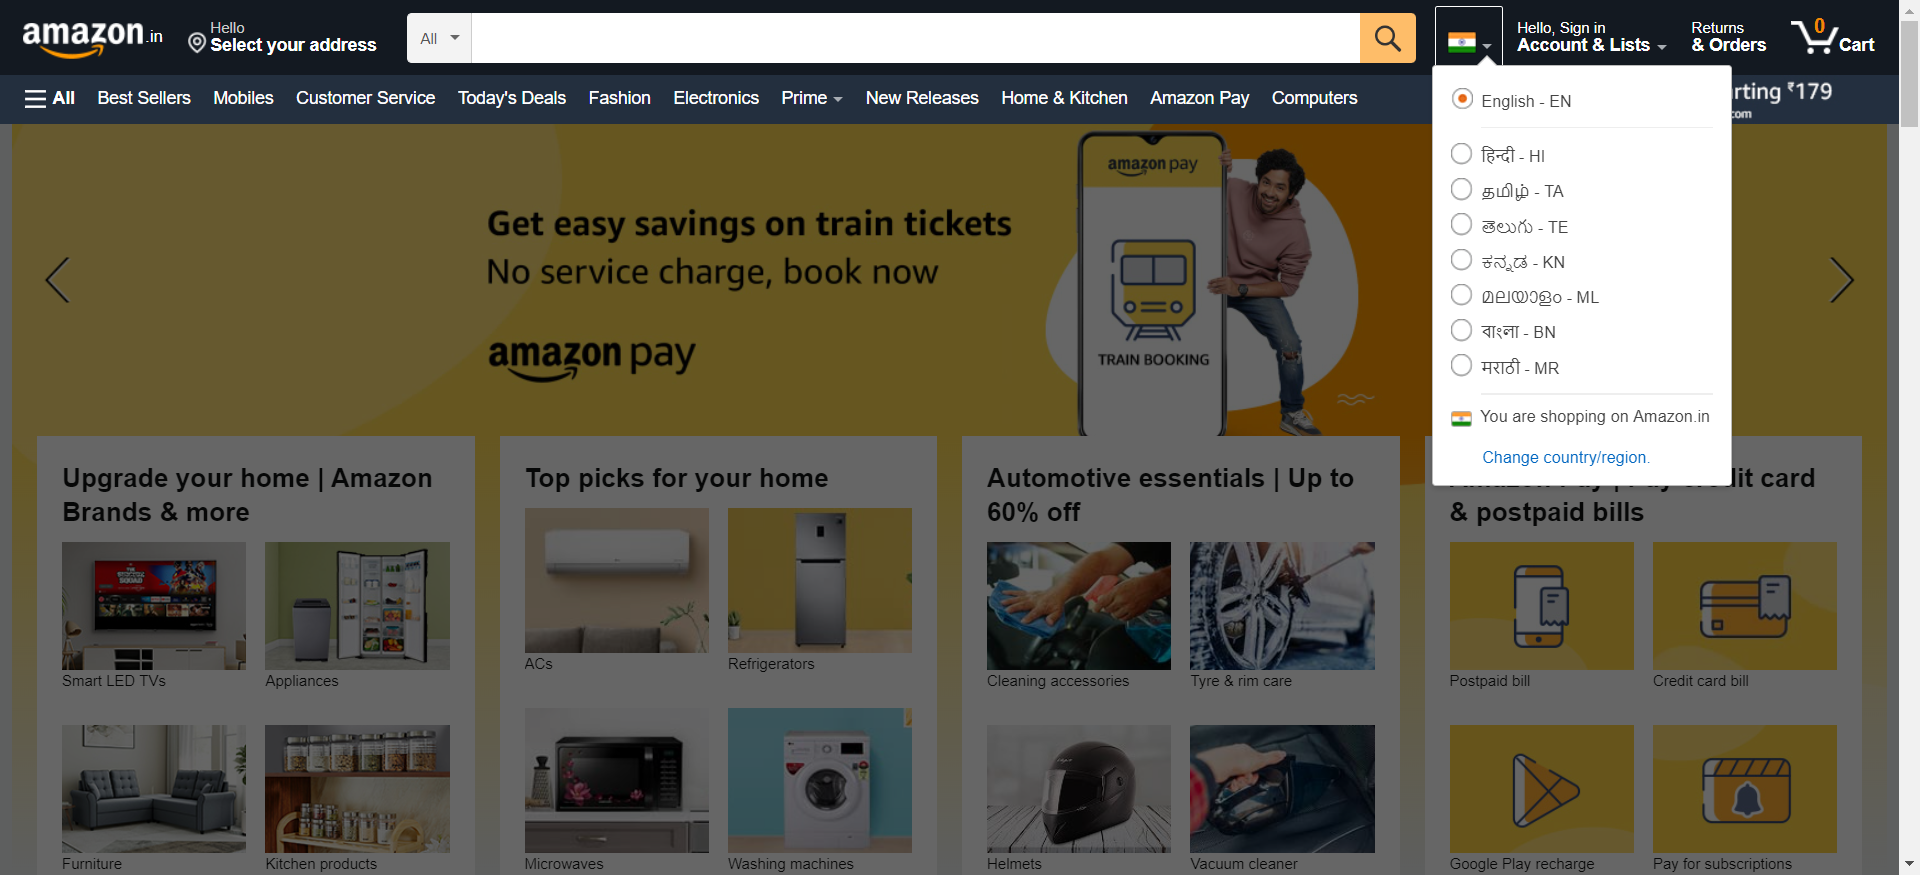 amazon.in
Hello
Select your address
All
Hello, Sign in
Account & Lists
Returns
& Orders
0
Cart
All
Best Sellers
Mobiles
Customer Service
Today's Deals
Fashion
Electronics
Prime
New Releases
Home & Kitchen
Amazon Pay
Computers
rting ₹179
com
English - EN
हिन्दी - HI
தமிழ் - TA
తెలుగు - TE
ಕನ್ನಡ - KN
മലയാളം - ML
বাংলা - BN
मराठी - MR
You are shopping on Amazon.in
Change country/region.
Get easy savings on train tickets
No service charge, book now
amazon pay
amazon pay
TRAIN BOOKING
Upgrade your home | Amazon
Brands & more
Smart LED TVs
Appliances
Furniture
Kitchen products
Top picks for your home
ACs
Refrigerators
Microwaves
Washing machines
Automotive essentials | Up to
60% off
Cleaning accessories
Tyre & rim care
Helmets
Vacuum cleaner
Amazon Pay | Pay credit card
& postpaid bills
Postpaid bill
Credit card bill
Google Play recharge
Pay for subscriptions